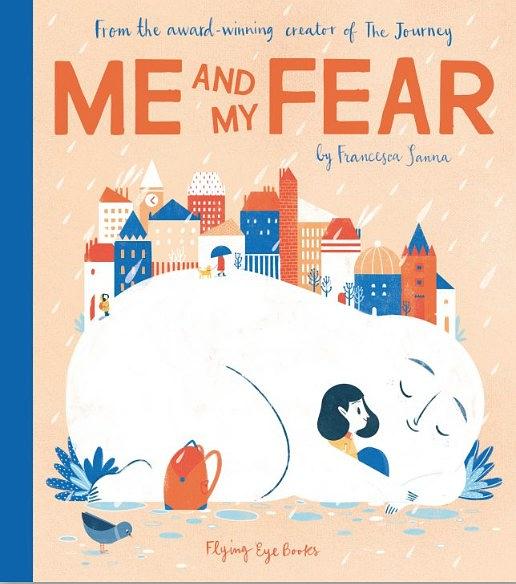 From the award-winning creator of The Journey
ME AND MY FEAR
by Francesca Sanna
Flying Eye Books